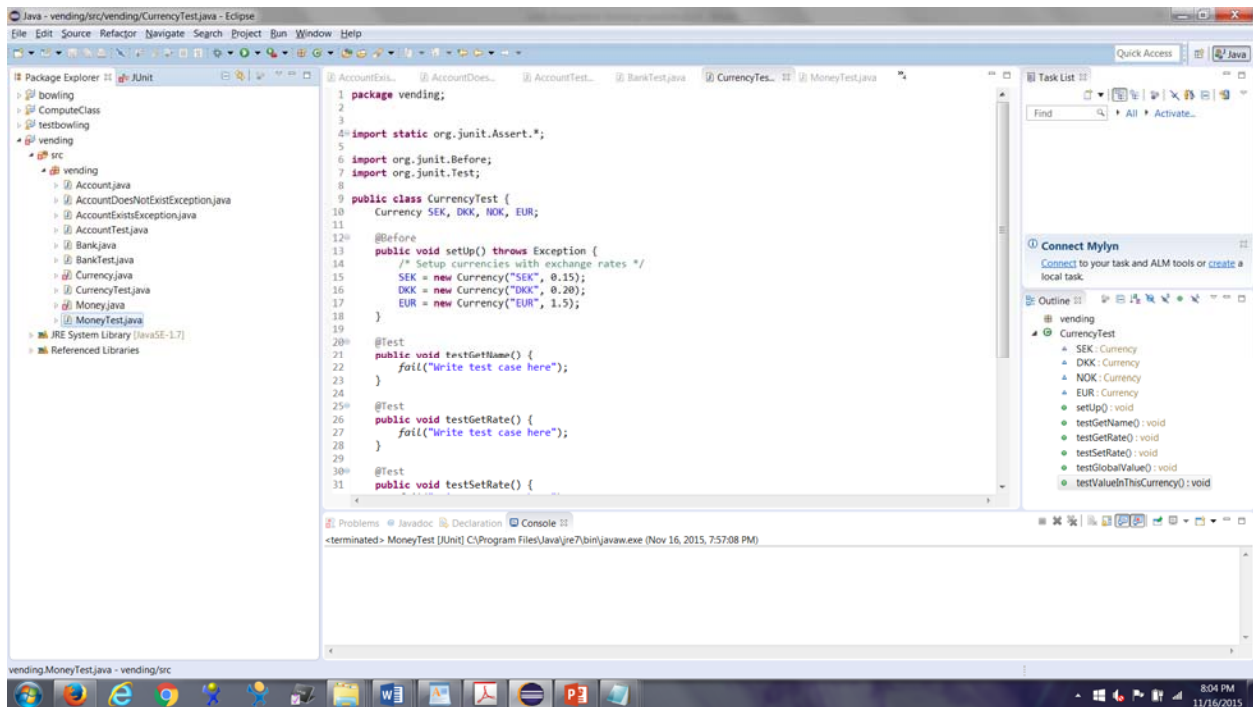 Java - vending/src/vending/CurrencyTest.java - Eclipse
File Edit Source Refactor Navigate Search Project Run Window Help
Quick Access
Java
Package Explorer
JUnit
bowling
ComputeClass
testbowling
vending
src
vending
Account.java
AccountDoesNotExistException.java
AccountExistsException.java
AccountTest.java
Bank.java
BankTest.java
Currency.java
CurrencyTest.java
Money.java
MoneyTest.java
JRE System Library [JavaSE-1.7]
Referenced Libraries
AccountExis... AccountDoes... AccountTest... BankTest.java CurrencyTes... MoneyTest.java
1 package vending;
2
3
4 import static org.junit.Assert.*;
5
6 import org.junit.Before;
7 import org.junit.Test;
8
9 public class CurrencyTest {
10 Currency SEK, DKK, NOK, EUR;
11
12 @Before
13 public void setUp() throws Exception {
14 /* Setup currencies with exchange rates */
15 SEK = new Currency("SEK", 0.15);
16 DKK = new Currency("DKK", 0.20);
17 EUR = new Currency("EUR", 1.5);
18 }
19
20 @Test
21 public void testGetName() {
22 fail("Write test case here");
23 }
24
25 @Test
26 public void testGetRate() {
27 fail("Write test case here");
28 }
29
30 @Test
31 public void testSetRate() {
Task List
Find All Activate...
Connect Mylyn
Connect to your task and ALM tools or create a
local task.
Outline
vending
CurrencyTest
SEK : Currency
DKK : Currency
NOK : Currency
EUR : Currency
setUp() : void
testGetName() : void
testGetRate() : void
testSetRate() : void
testGlobalValue() : void
testValueInThisCurrency() : void
Problems Javadoc Declaration Console
<terminated> MoneyTest [JUnit] C:\Program Files\Java\jre7\bin\javaw.exe (Nov 16, 2015, 7:57:08 PM)
vending.MoneyTest.java - vending/src
8:04 PM
11/16/2015